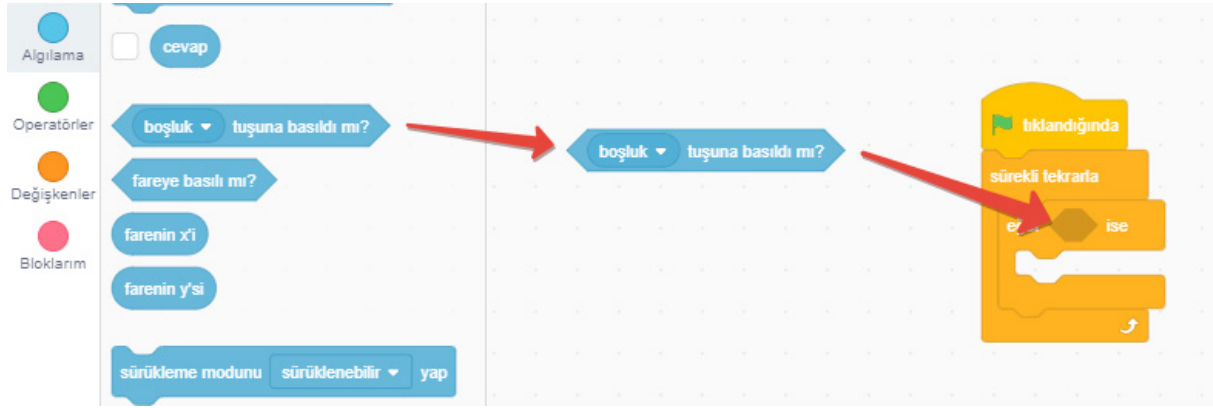 Algılama
Operatörler
Değişkenler
Bloklarım
cevap
boşluk tuşuna basıldı mı?
fareye basılı mı?
farenin x'i
farenin y'si
sürükleme modunu sürüklenebilir yap
boşluk tuşuna basıldı mı?
tıklandığında
sürekli tekrarla
ise